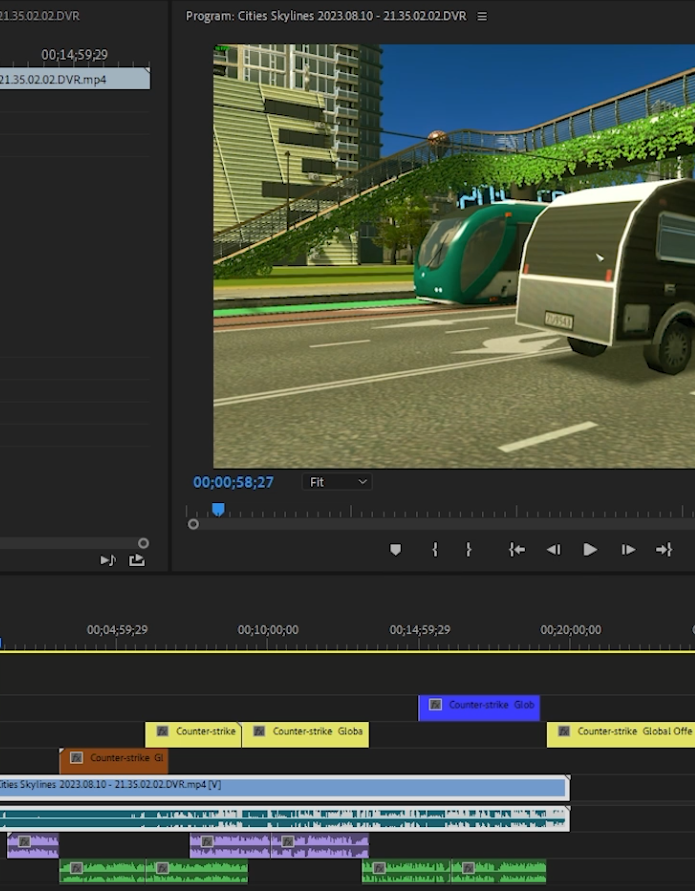 21.35.02.02.DVR
Program: Cities Skylines 2023.08.10 - 21.35.02.02.DVR
00;14;59;29
21.35.02.02.DVR.mp4
00;00;58;27
Fit
00;04;59;29
00;10;00;00
00;14;59;29
00;20;00;00
Counter-strike Glob
Counter-strike
Counter-strike Globa
Counter-strike Global Offe
Counter-strike Gl
Cities Skylines 2023.08.10 - 21.35.02.02.DVR.mp4 [V]